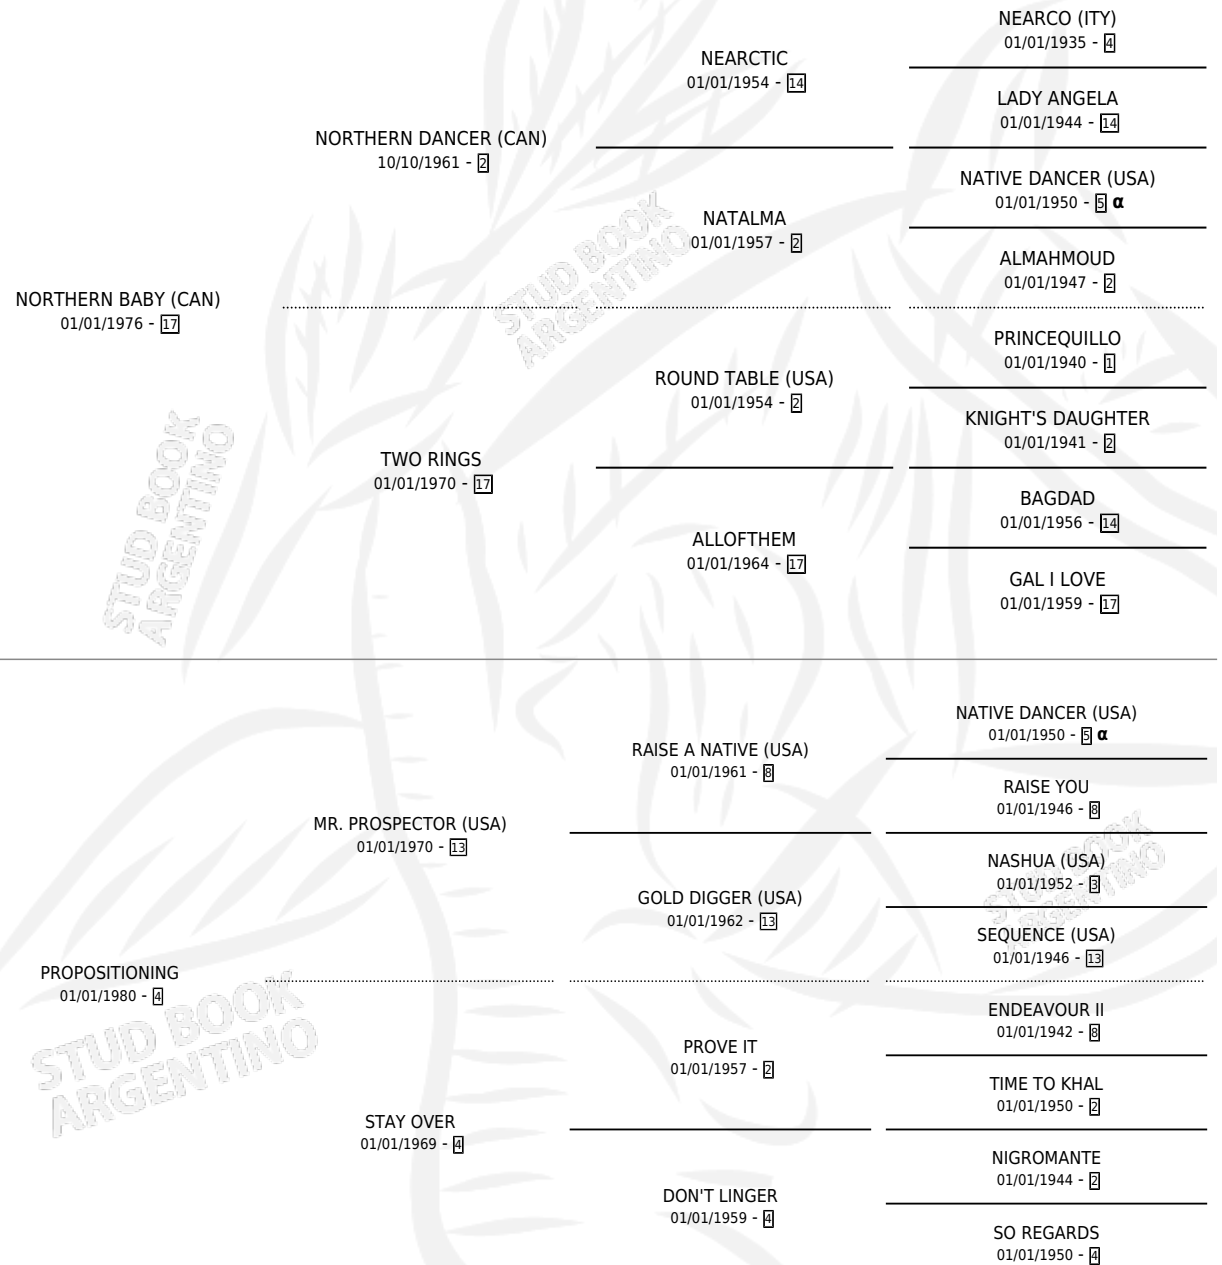 NEARCO (ITY)
01/01/1935 - 4
NEARCTIC
01/01/1954 - 14
LADY ANGELA
01/01/1944 - 14
NORTHERN DANCER (CAN)
10/10/1961 - 2
NATIVE DANCER (USA)
01/01/1950 - 5 α
NATALMA
01/01/1957 - 2
ALMAHMOUD
01/01/1947 - 2
NORTHERN BABY (CAN)
01/01/1976 - 17
PRINCEQUILLO
01/01/1940 - 1
ROUND TABLE (USA)
01/01/1954 - 2
KNIGHT'S DAUGHTER
01/01/1941 - 2
TWO RINGS
01/01/1970 - 17
BAGDAD
01/01/1956 - 14
ALLOFTHEM
01/01/1964 - 17
GAL I LOVE
01/01/1959 - 17
NATIVE DANCER (USA)
01/01/1950 - 5 α
RAISE A NATIVE (USA)
01/01/1961 - 8
RAISE YOU
01/01/1946 - 8
MR. PROSPECTOR (USA)
01/01/1970 - 13
NASHUA (USA)
01/01/1952 - 3
GOLD DIGGER (USA)
01/01/1962 - 13
SEQUENCE (USA)
01/01/1946 - 13
PROPOSITIONING
01/01/1980 - 4
ENDEAVOUR II
01/01/1942 - 8
PROVE IT
01/01/1957 - 2
TIME TO KHAL
01/01/1950 - 2
STAY OVER
01/01/1969 - 4
NIGROMANTE
01/01/1944 - 2
DON'T LINGER
01/01/1959 - 4
SO REGARDS
01/01/1950 - 4
STUD BOOK
ARGENTINO
STUD BOOK
ARGENTINO
STUD BOOK
ARGENTINO
STUD BOOK
ARGENTINO